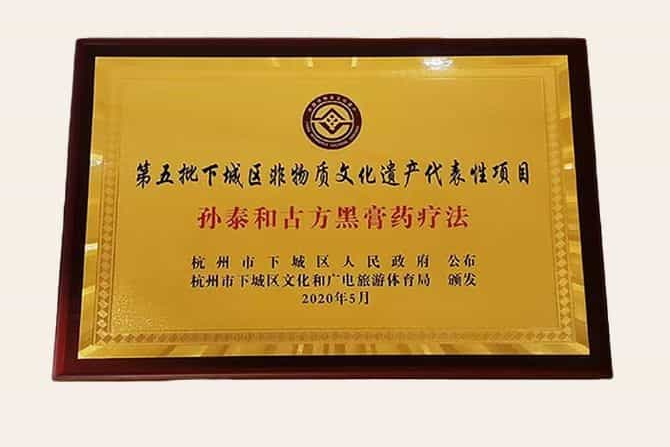 第五批下城区非物质文化遗产代表性项目
孙泰和古方黑膏药疗法
杭州市下城区人民政府 公布
杭州市下城区文化和广电旅游体育局 颁发
2020年5月